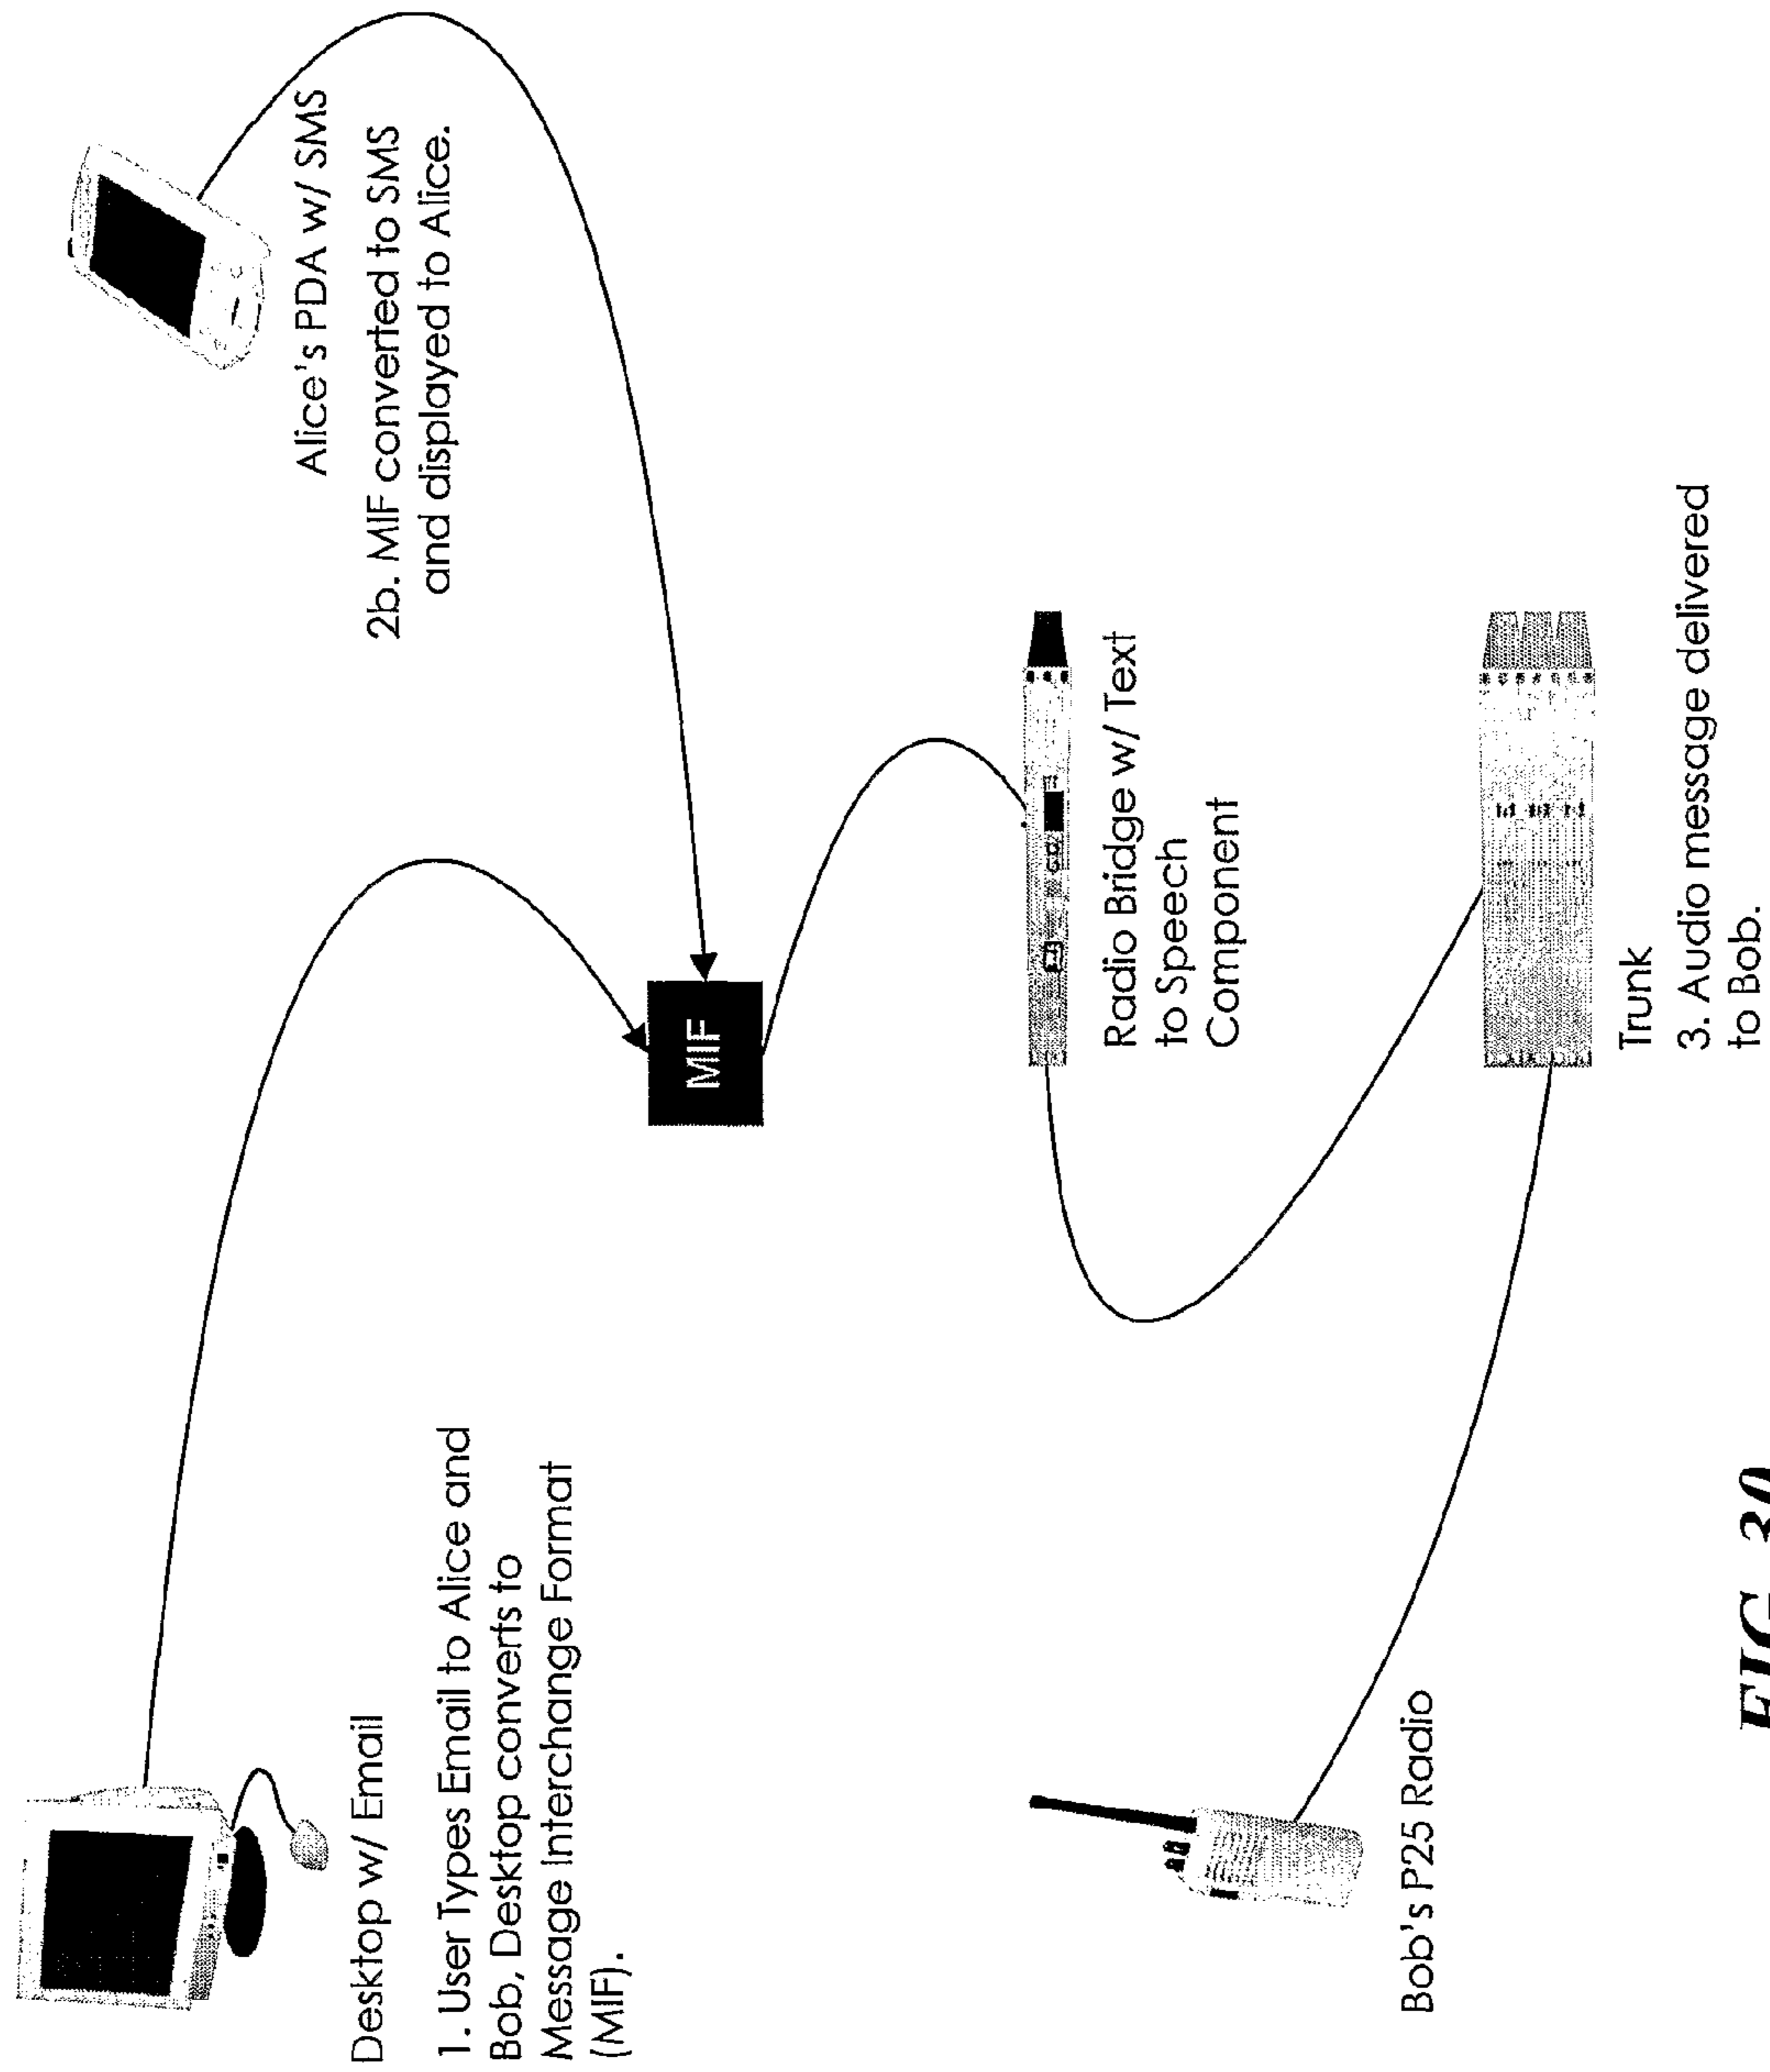 Desktop w/ Email
1. User Types Email to Alice and
Bob, Desktop converts to
Message Interchange Format
(MIF).
Alice's PDA w/ SMS
2b. MIF converted to SMS
and displayed to Alice.
MIF
Radio Bridge w/ Text
to Speech
Component
Bob's P25 Radio
Trunk
3. Audio message delivered
to Bob.
FIG. 30